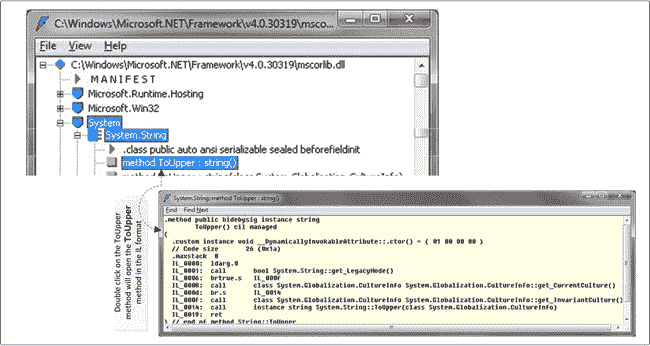 C:\Windows\Microsoft.NET\Framework\v4.0.30319\mscorlib.dll - ...
File View Help
C:\Windows\Microsoft.NET\Framework\v4.0.30319\mscorlib.dll
MANIFEST
Microsoft.Runtime.Hosting
Microsoft.Win32
System
System.String
.class public auto ansi serializable sealed beforefieldinit
method ToUpper : string()
Double click on the ToUpper
method will open the ToUpper
method in the IL format
System.String::method ToUpper : string()
Find Find Next
.method public hidebysig instance string
ToUpper() cil managed
{
.custom instance void __DynamicallyInvokableAttribute::.ctor() = ( 01 00 00 00 )
// Code size 26 (0x1a)
.maxstack 8
IL_0000: ldarg.0
IL_0001: call bool System.String::get_LegacyMode()
IL_0006: brtrue.s IL_000F
IL_0008: call class System.Globalization.CultureInfo System.Globalization.CultureInfo::get_CurrentCulture()
IL_000d: br.s IL_0014
IL_000f: call class System.Globalization.CultureInfo System.Globalization.CultureInfo::get_InvariantCulture()
IL_0014: call instance string System.String::ToUpper(class System.Globalization.CultureInfo)
IL_0019: ret
} // end of method String::ToUpper